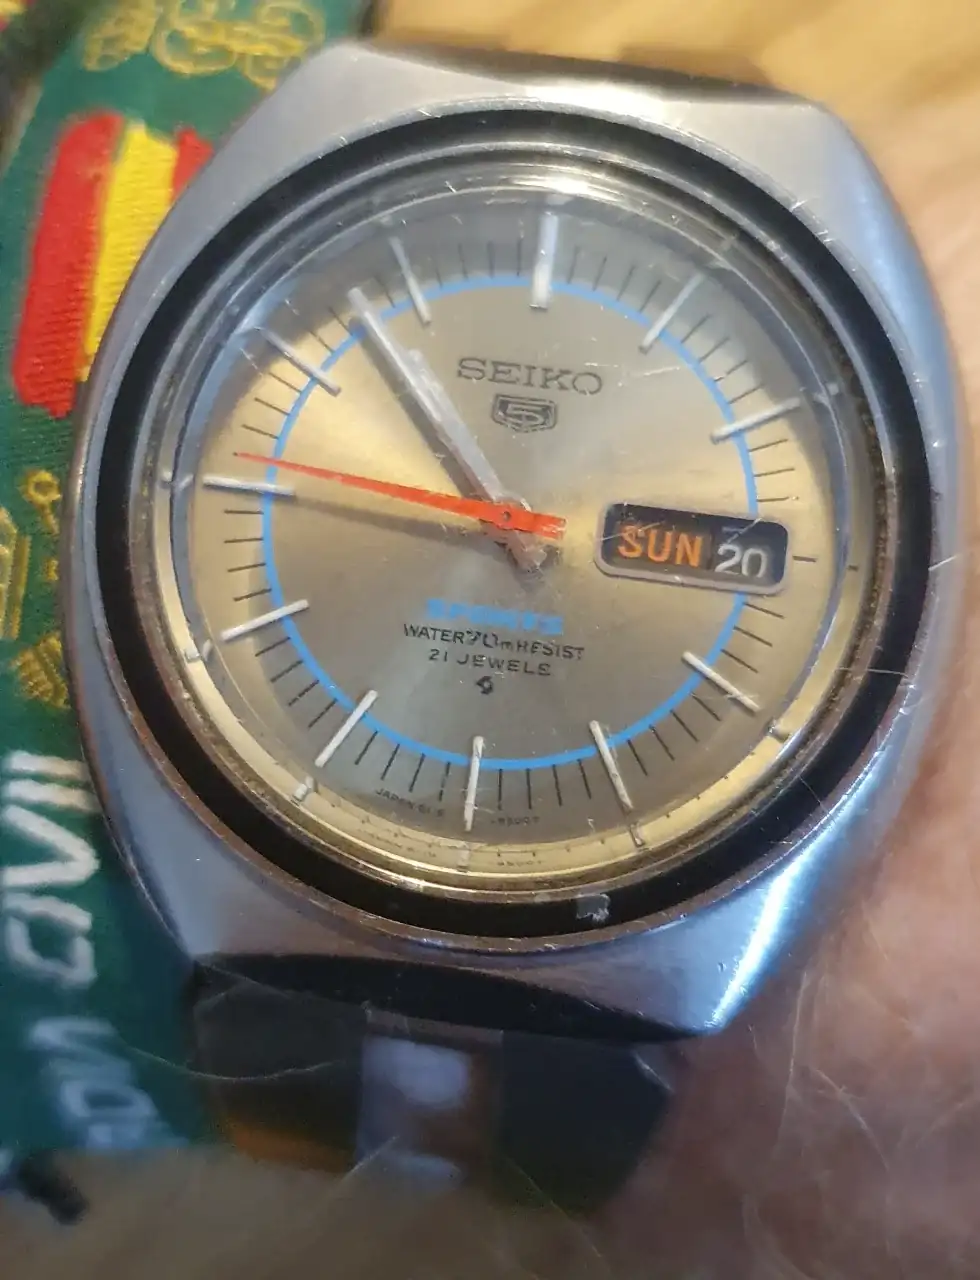 SEIKO
5
SUN 20
SPORTS
WATER 70m RESIST
21 JEWELS
JAPAN
CIVIL